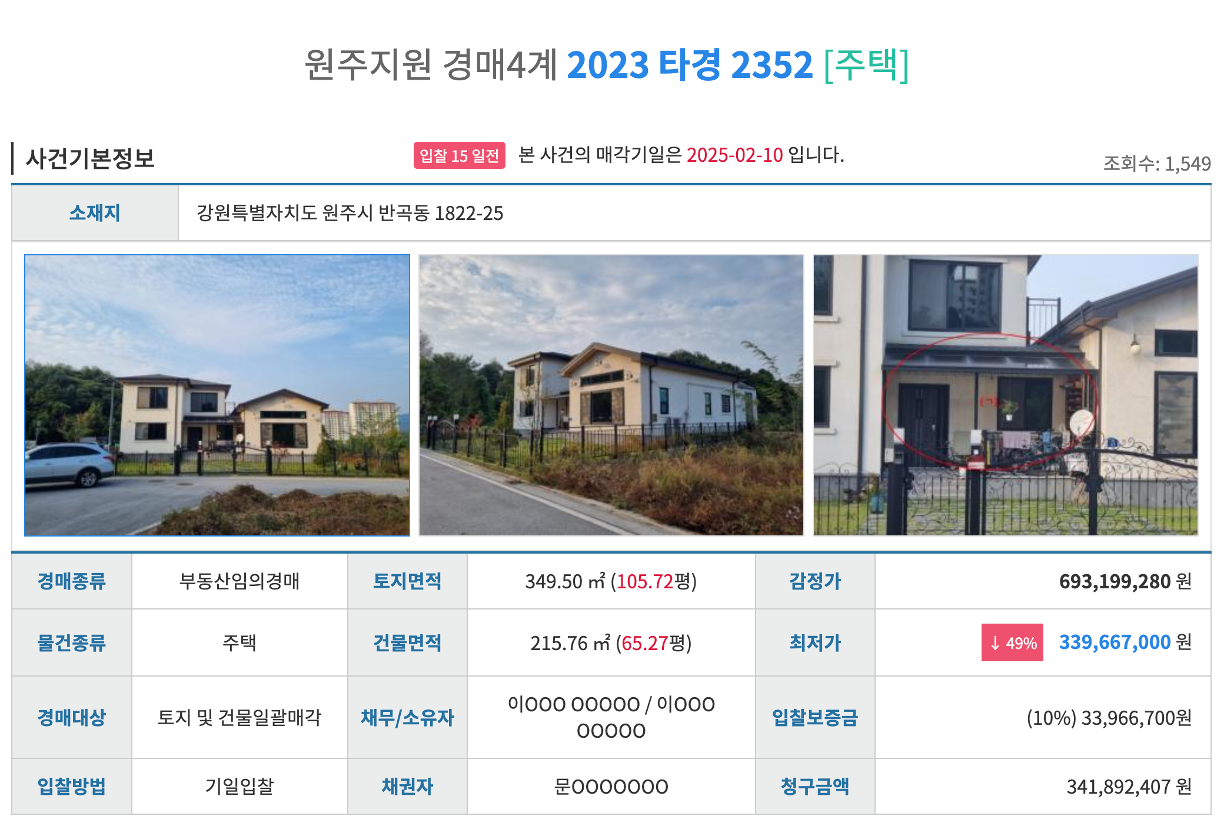 원주지원 경매4계 2023 타경 2352 [주택]
사건기본정보
입찰 15 일전 본 사건의 매각기일은 2025-02-10 입니다.
조회수: 1,549
소재지 강원특별자치도 원주시 반곡동 1822-25
경매종류 부동산임의경매 토지면적 349.50 ㎡ (105.72평) 감정가 693,199,280 원
물건종류 주택 건물면적 215.76 ㎡ (65.27평) 최저가 ↓ 49% 339,667,000 원
경매대상 토지 및 건물일괄매각 채무/소유자 이OOO OOOOO / 이OOO
OOOOO
입찰보증금 (10%) 33,966,700원
입찰방법 기일입찰 채권자 문OOOOOOO 청구금액 341,892,407 원